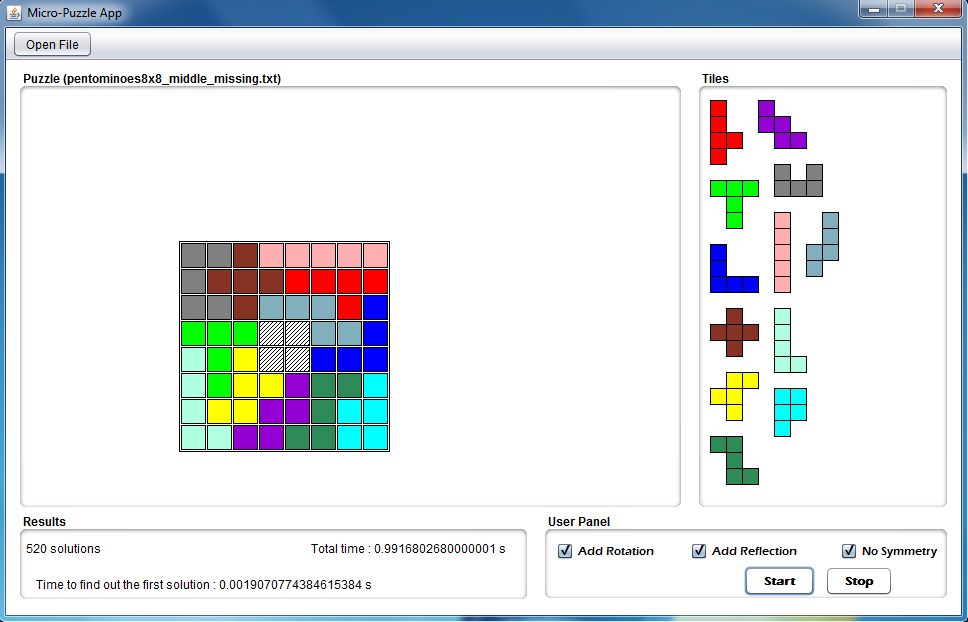 Micro-Puzzle App
Open File
Puzzle (pentominoes8x8_middle_missing.txt)
Tiles
Results
520 solutions
Total time : 0.9916802680000001 s
Time to find out the first solution : 0.0019070774384615384 s
User Panel
Add Rotation
Add Reflection
No Symmetry
Start
Stop